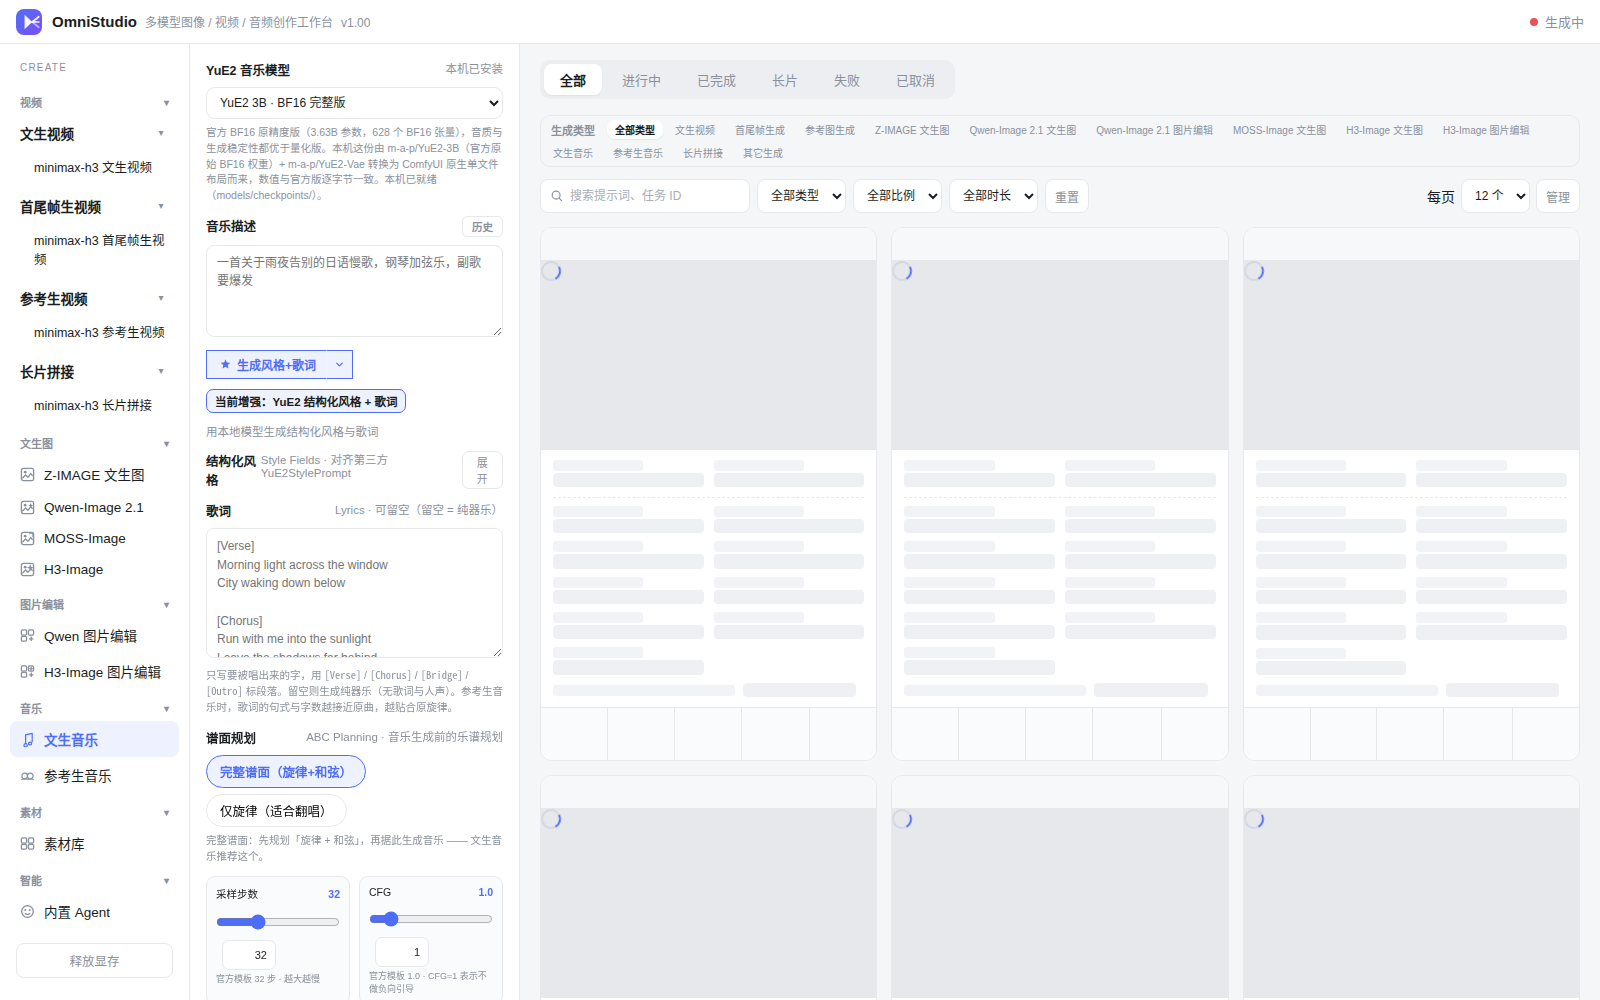 OmniStudio 多模型图像 / 视频 / 音频创作工作台 v1.00
生成中
CREATE
视频
文生视频
minimax-h3 文生视频
首尾帧生视频
minimax-h3 首尾帧生视
频
参考生视频
minimax-h3 参考生视频
长片拼接
minimax-h3 长片拼接
文生图
Z-IMAGE 文生图
Qwen-Image 2.1
MOSS-Image
H3-Image
图片编辑
Qwen 图片编辑
H3-Image 图片编辑
音乐
文生音乐
参考生音乐
素材
素材库
智能
内置 Agent
释放显存
YuE2 音乐模型 本机已安装
YuE2 3B · BF16 完整版
官方 BF16 原精度版（3.63B 参数，628 个 BF16 张量），音质与
生成稳定性都优于量化版。本机这份由 m-a-p/YuE2-3B（官方原
始 BF16 权重）+ m-a-p/YuE2-Vae 转换为 ComfyUI 原生单文件
布局而来，数值与官方版逐字节一致。本机已就绪
（models/checkpoints/）。
音乐描述 历史
一首关于雨夜告别的日语慢歌，钢琴加弦乐，副歌
要爆发
生成风格+歌词
当前增强：YuE2 结构化风格 + 歌词
用本地模型生成结构化风格与歌词
结构化风
格
Style Fields · 对齐第三方
YuE2StylePrompt
展
开
歌词 Lyrics · 可留空（留空 = 纯器乐）
[Verse]
Morning light across the window
City waking down below
[Chorus]
Run with me into the sunlight
Leave the shadows far behind
只写要被唱出来的字，用 [Verse] / [Chorus] / [Bridge] /
[Outro] 标段落。留空则生成纯器乐（无歌词与人声）。参考生音
乐时，歌词的句式与字数越接近原曲，越贴合原旋律。
谱面规划 ABC Planning · 音乐生成前的乐谱规划
完整谱面（旋律+和弦）
仅旋律（适合翻唱）
完整谱面：先规划「旋律 + 和弦」，再据此生成音乐 —— 文生音
乐推荐这个。
采样步数 32
32
官方模板 32 步 · 越大越慢
CFG 1.0
1
官方模板 1.0 · CFG=1 表示不
做负向引导
全部 进行中 已完成 长片 失败 已取消
生成类型 全部类型 文生视频 首尾帧生成 参考图生成 Z-IMAGE 文生图 Qwen-Image 2.1 文生图 Qwen-Image 2.1 图片编辑 MOSS-Image 文生图 H3-Image 文生图 H3-Image 图片编辑
文生音乐 参考生音乐 长片拼接 其它生成
搜索提示词、任务 ID 全部类型 全部比例 全部时长 重置 每页 12 个 管理